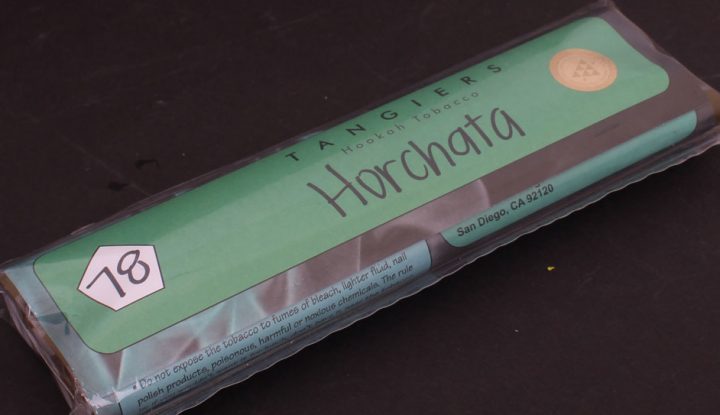 TANGIERS
Hookah Tobacco
Horchata
78
San Diego, CA 92120
• Do not expose the tobacco to fumes of bleach, lighter fluid, nail
polish products, poisonous, harmful or noxious chemicals. The rule